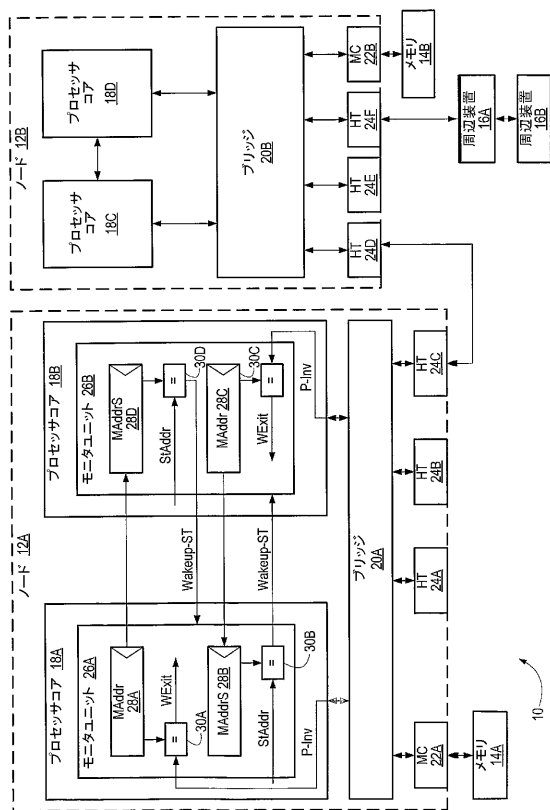 ノード 12A
プロセッサコア 18A
モニタユニット 26A
MAddr
28A
=
30A
WExit
MAddrS 28B
=
30B
StAddr
P-Inv
Wakeup-ST
Wakeup-ST
プロセッサコア 18B
モニタユニット 26B
MAddrS
28D
=
30D
StAddr
MAddr 28C
=
30C
WExit
P-Inv
ブリッジ
20A
MC
22A
HT
24A
HT
24B
HT
24C
メモリ
14A
10
ノード 12B
プロセッサ
コア
18C
プロセッサ
コア
18D
ブリッジ
20B
HT
24D
HT
24E
HT
24F
MC
22B
メモリ
14B
周辺装置
16A
周辺装置
16B